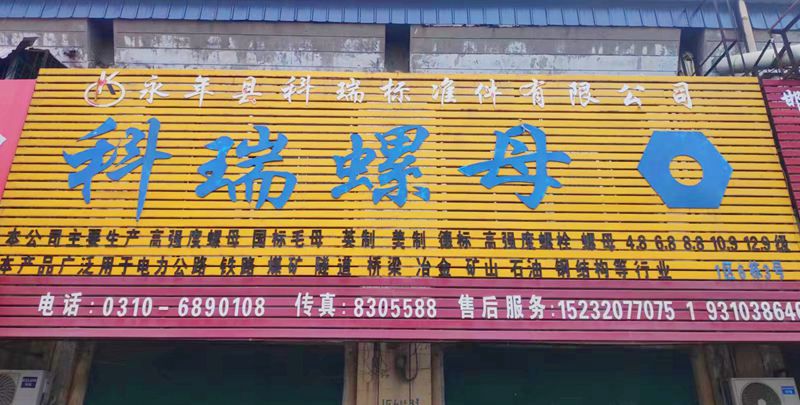 永年县科瑞标准件有限公司
科瑞螺母
本公司主要生产 高强度螺母 国标毛母 英制 美制 德标 高强度螺栓 螺母 4.8 6.8 8.8 10.9 12.9 级
本产品广泛用于电力公路 铁路 煤矿 隧道 桥梁 冶金 矿山 石油 钢结构等行业
电话:0310-6890108 传真:8305588 售后服务:15232077075 1 931038640
邯